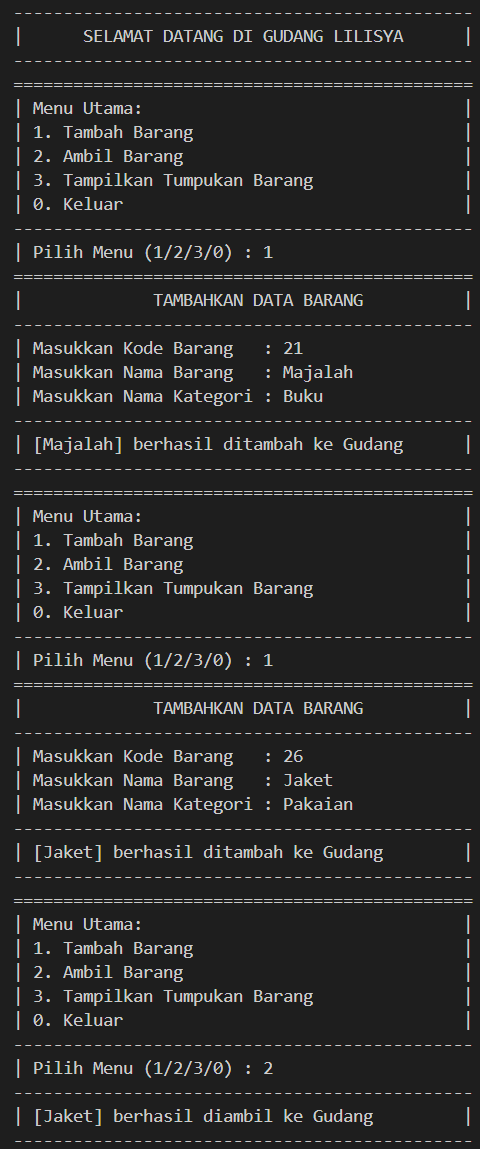 ----------------------------------------------
|      SELAMAT DATANG DI GUDANG LILISYA      |
----------------------------------------------
==============================================
| Menu Utama:                                |
| 1. Tambah Barang                           |
| 2. Ambil Barang                            |
| 3. Tampilkan Tumpukan Barang               |
| 0. Keluar                                  |
----------------------------------------------
| Pilih Menu (1/2/3/0) : 1
==============================================
|             TAMBAHKAN DATA BARANG          |
----------------------------------------------
| Masukkan Kode Barang   : 21
| Masukkan Nama Barang   : Majalah
| Masukkan Nama Kategori : Buku
----------------------------------------------
| [Majalah] berhasil ditambah ke Gudang      |
----------------------------------------------
==============================================
| Menu Utama:                                |
| 1. Tambah Barang                           |
| 2. Ambil Barang                            |
| 3. Tampilkan Tumpukan Barang               |
| 0. Keluar                                  |
----------------------------------------------
| Pilih Menu (1/2/3/0) : 1
==============================================
|             TAMBAHKAN DATA BARANG          |
----------------------------------------------
| Masukkan Kode Barang   : 26
| Masukkan Nama Barang   : Jaket
| Masukkan Nama Kategori : Pakaian
----------------------------------------------
| [Jaket] berhasil ditambah ke Gudang        |
----------------------------------------------
==============================================
| Menu Utama:                                |
| 1. Tambah Barang                           |
| 2. Ambil Barang                            |
| 3. Tampilkan Tumpukan Barang               |
| 0. Keluar                                  |
----------------------------------------------
| Pilih Menu (1/2/3/0) : 2
----------------------------------------------
| [Jaket] berhasil diambil ke Gudang         |
----------------------------------------------